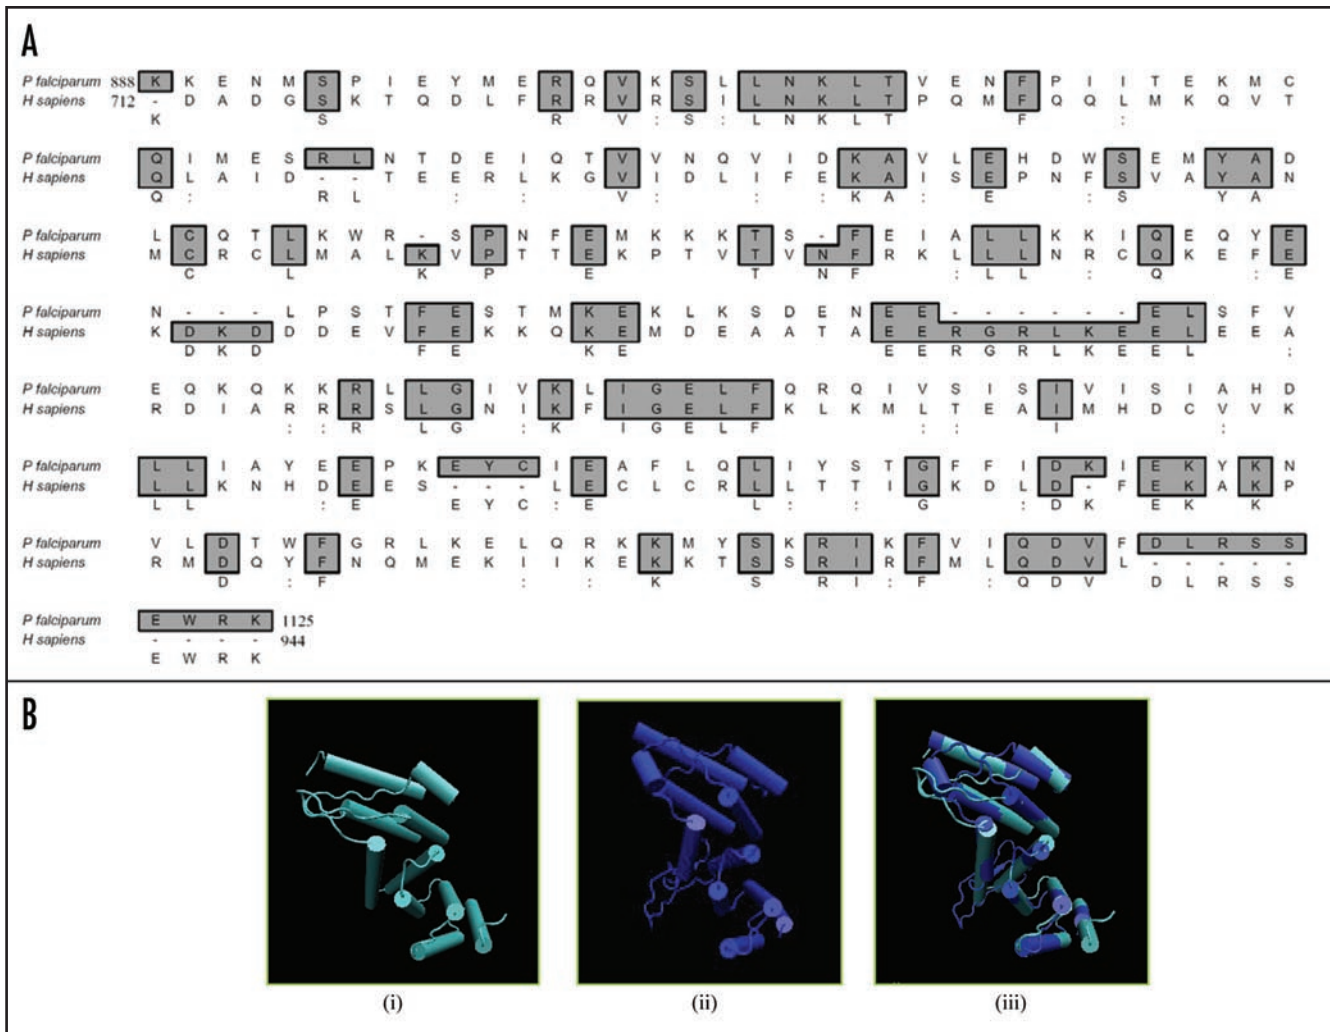 A
P falciparum 888 K K E N M S P I E Y M E R Q V K S L L N K L T V E N F P I I T E K M C
H sapiens 712 - D A D G S K T Q D L F R R V R S I L N K L T P Q M F Q Q L M K Q V T
K S R V : S : L N K L T F :
P falciparum Q I M E S R L N T D E I Q T V V N Q V I D K A V L E H D W S E M Y A D
H sapiens Q L A I D - - T E E R L K G V I D L I F E K A I S E P N F S V A Y A N
Q : R L : : V : : K A : E : S Y A :
P falciparum L C Q T L K W R - S P N F E M K K K T S - F E I A L L K K I Q E Q Y E
H sapiens M C R C L M A L K V P T T E K P T V T V N F R K L L L N R C Q K E F E
C L K P E T N F : L L : Q : E
P falciparum N - - - L P S T F E S T M K E K L K S D E N E E - - - - - - E L S F V
H sapiens K D K D D D E V F E K K Q K E M D E A A T A E E R G R L K E E L E E A
D K D F E K E E E R G R L K E E L :
P falciparum E Q K Q K K R L L G I V K L I G E L F Q R Q I V S I S I V I S I A H D
H sapiens R D I A R R R S L G N I K F I G E L F K L K M L T E A I M H D C V V K
: : R L G : K I G E L F : : I :
P falciparum L L I A Y E E P K E Y C I E A F L Q L I Y S T G F F I D K I E K Y K N
H sapiens L L K N H D E E S - - - L E C L C R L L T T I G K D L D - F E K A K P
L L : E E Y C : E L : : G : D K E K K
P falciparum V L D T W F G R L K E L Q R K K M Y S K R I K F V I Q D V F D L R S S
H sapiens R M D Q Y F N Q M E K I I K E K K T S S R I R F M L Q D V L - - - - -
D : F : : K S R I : F : Q D V D L R S S
P falciparum E W R K 1125
H sapiens - - - - 944
E W R K
B
(i) (ii) (iii)